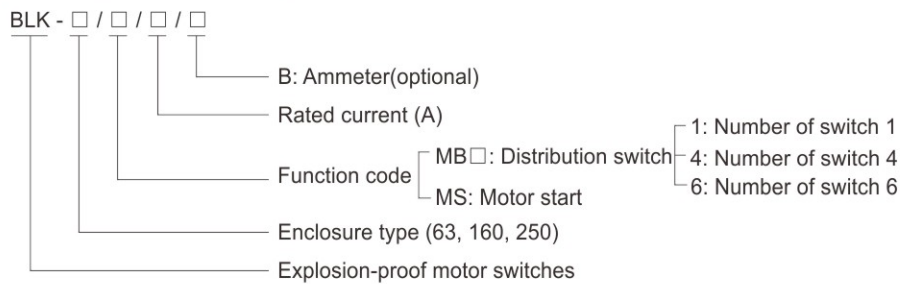 BLK - □ / □ / □ / □
B: Ammeter(optional)
Rated current (A)
1: Number of switch 1
MB□: Distribution switch
4: Number of switch 4
Function code
6: Number of switch 6
MS: Motor start
Enclosure type (63, 160, 250)
Explosion-proof motor switches